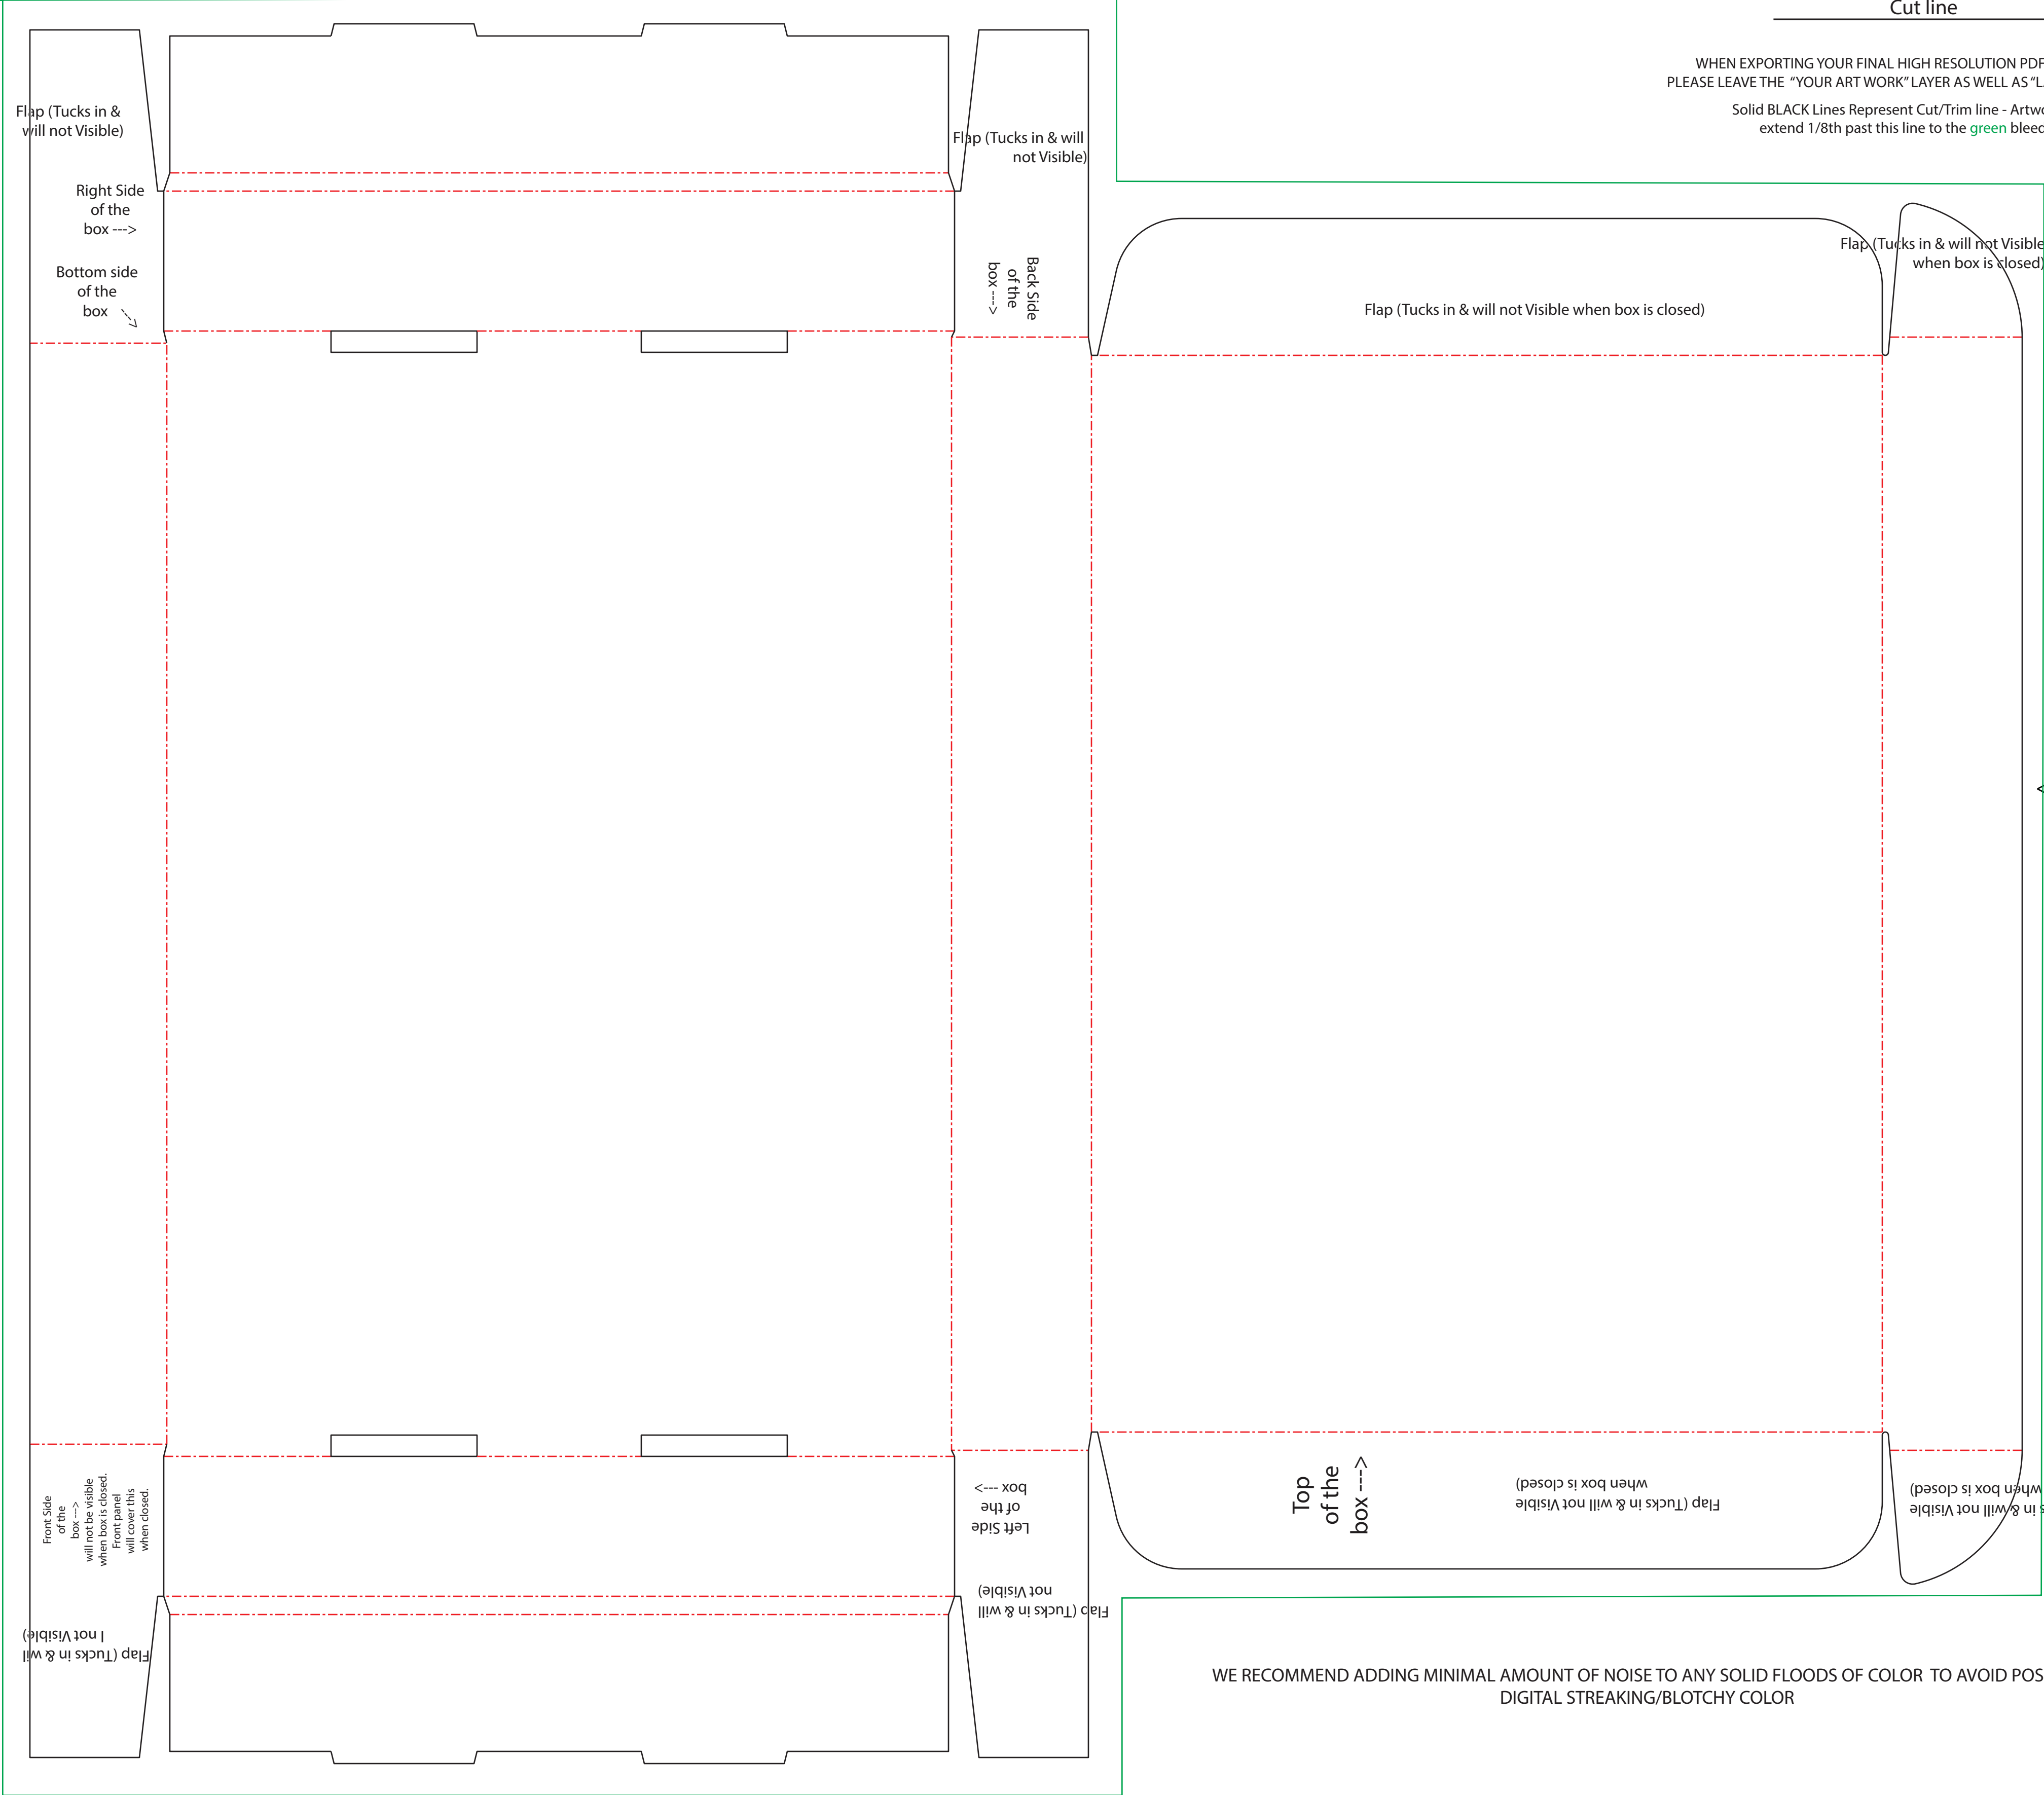 Cut line
WHEN EXPORTING YOUR FINAL HIGH RESOLUTION PDF
PLEASE LEAVE THE “YOUR ART WORK” LAYER AS WELL AS “L
Solid BLACK Lines Represent Cut/Trim line - Artwo
extend 1/8th past this line to the green bleed
Flap (Tucks in &
will not Visible)
Right Side
of the
box --->
Bottom side
of the
box
Flap (Tucks in & will
not Visible)
Back Side
of the
box --->
Flap (Tucks in & will not Visible when box is closed)
Flap (Tucks in & will not Visible
when box is closed)
<
Front Side
of the
box --->
will not be visible
when box is closed.
Front panel
will cover this
when closed.
Flap (Tucks in & wil
l not Visible)
Left Side
of the
box --->
Flap (Tucks in & will
not Visible)
Top
of the
box --->
Flap (Tucks in & will not Visible
when box is closed)
s in & will not Visible
when box is closed)
WE RECOMMEND ADDING MINIMAL AMOUNT OF NOISE TO ANY SOLID FLOODS OF COLOR TO AVOID POS
DIGITAL STREAKING/BLOTCHY COLOR